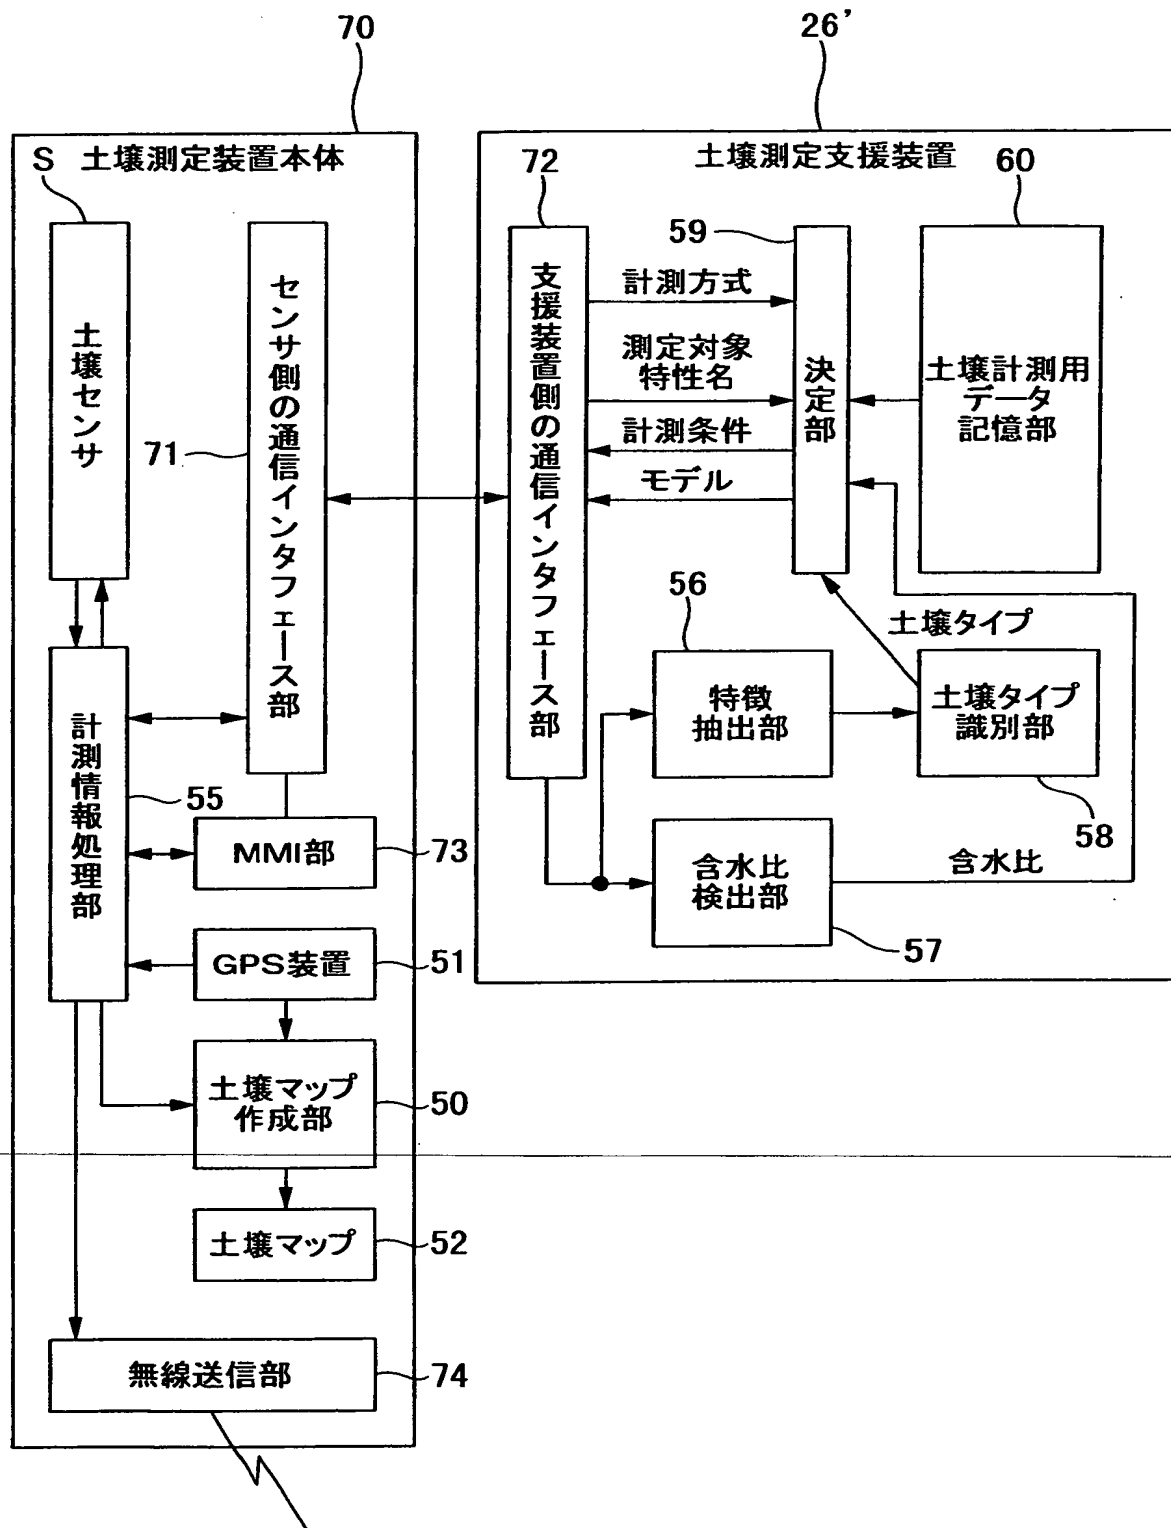 70
26’
S 土壌測定装置本体
土壌センサ
センサ側の通信インタフェース部
71
計測情報処理部
55
MMI部
73
GPS装置
51
土壌マップ
作成部
50
土壌マップ
52
無線送信部
74
土壌測定支援装置
72
支援装置側の通信インタフェース部
59
60
計測方式
測定対象
特性名
計測条件
モデル
決定部
土壌計測用
データ
記憶部
56
土壌タイプ
特徴
抽出部
土壌タイプ
識別部
58
含水比
検出部
含水比
57